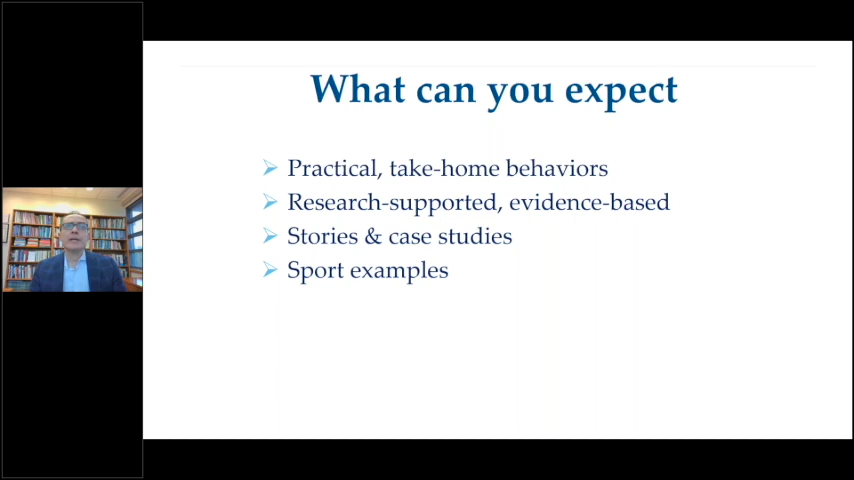 What can you expect
Practical, take-home behaviors
Research-supported, evidence-based
Stories & case studies
Sport examples